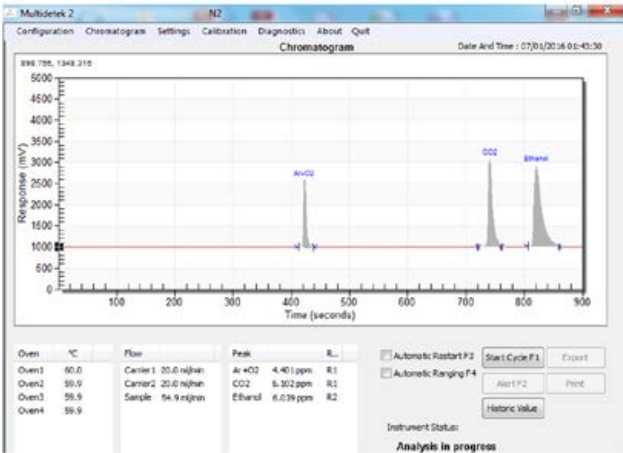 Multidetek 2 N2
Configuration Chromatogram Settings Calibration Diagnostics About Quit
Chromatogram
Date And Time : 07/01/2016 01:43:30
898.756, 1348.315
5000
4500
4000
3500
3000
2500
2000
1500
1000
500
0
Response (mV)
Ar+O2
CO2
Ethanol
100 200 300 400 500 600 700 800 900
Time (seconds)
Oven °C
Oven1 60.0
Oven2 59.9
Oven3 59.9
Oven4 59.9
Flow
Carrier1 20.0 ml/min
Carrier2 20.0 ml/min
Sample 54.9 ml/min
Peak R...
Ar +O2 4.401 ppm R1
CO2 6.102 ppm R1
Ethanol 6.039 ppm R2
Automatic Restart F3
Automatic Ranging F4
Start Cycle F1
Export
Alert F2
Print
Historic Value
Instrument Status:
Analysis in progress